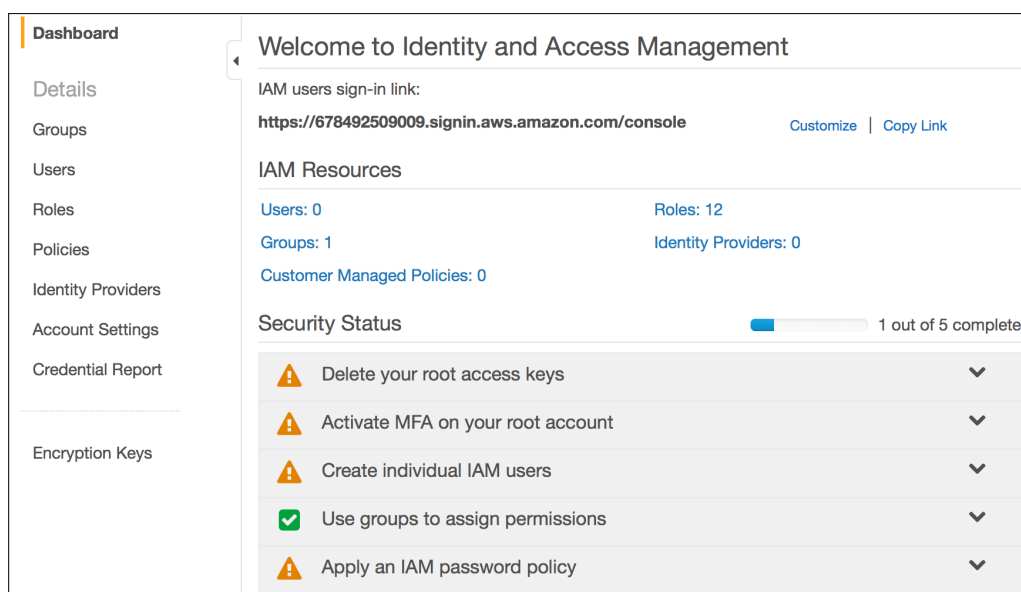 Dashboard
Details
Groups
Users
Roles
Policies
Identity Providers
Account Settings
Credential Report
Encryption Keys
Welcome to Identity and Access Management
IAM users sign-in link:
https://678492509009.signin.aws.amazon.com/console Customize | Copy Link
IAM Resources
Users: 0 Roles: 12
Groups: 1 Identity Providers: 0
Customer Managed Policies: 0
Security Status 1 out of 5 complete
Delete your root access keys
Activate MFA on your root account
Create individual IAM users
Use groups to assign permissions
Apply an IAM password policy